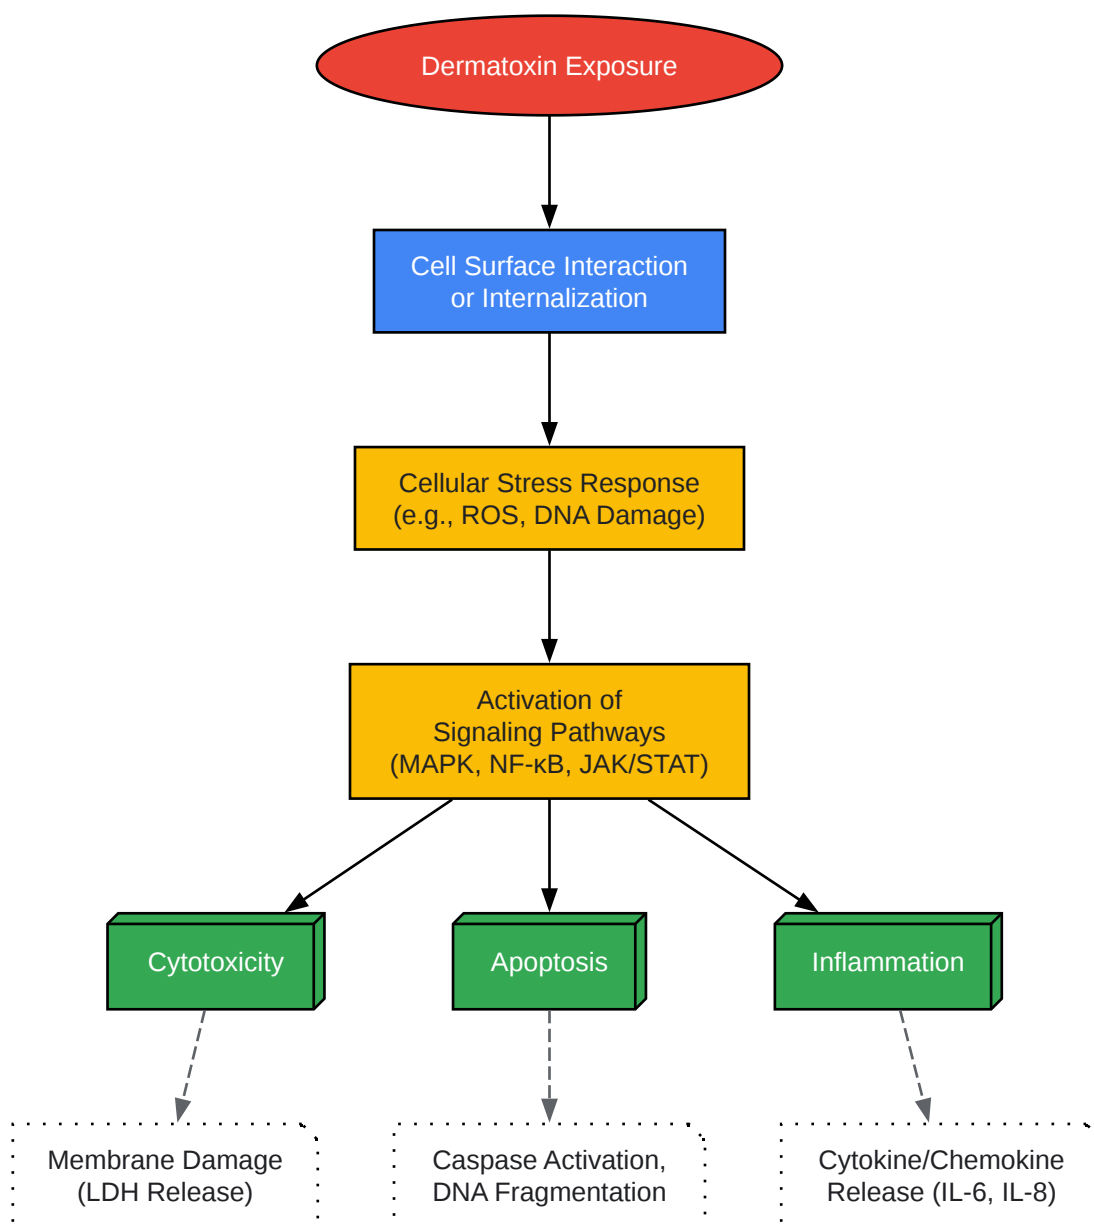 Dermatoxin Exposure
Cell Surface Interaction
or Internalization
Cellular Stress Response
(e.g., ROS, DNA Damage)
Activation of
Signaling Pathways
(MAPK, NF-κB, JAK/STAT)
Cytotoxicity
Apoptosis
Inflammation
Membrane Damage
(LDH Release)
Caspase Activation,
DNA Fragmentation
Cytokine/Chemokine
Release (IL-6, IL-8)